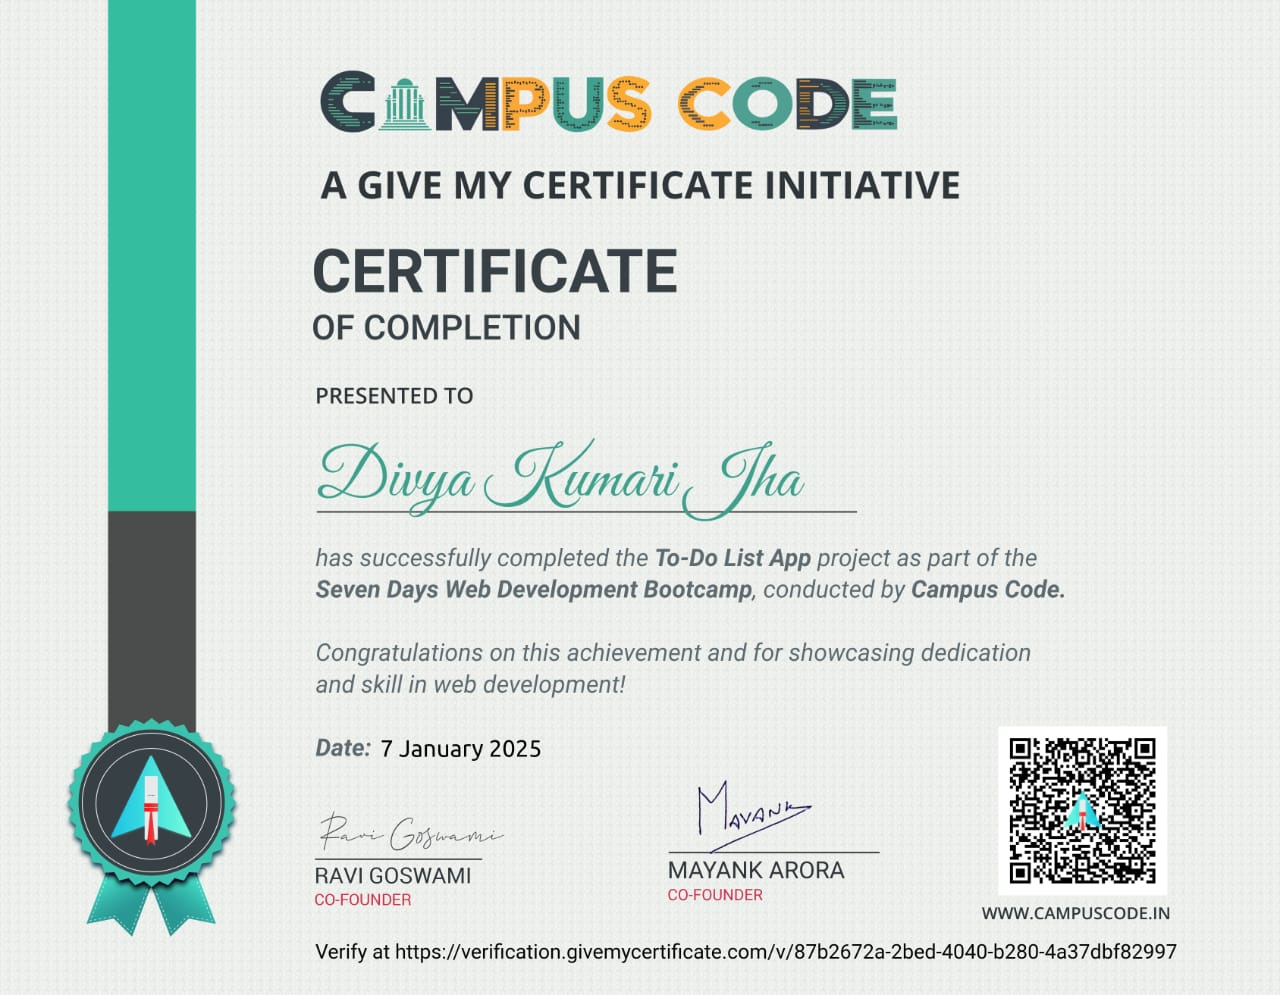 CAMPUS CODE
A GIVE MY CERTIFICATE INITIATIVE
CERTIFICATE
OF COMPLETION
PRESENTED TO
Divya Kumari Jha
has successfully completed the To-Do List App project as part of the
Seven Days Web Development Bootcamp, conducted by Campus Code.
Congratulations on this achievement and for showcasing dedication
and skill in web development!
Date: 7 January 2025
Ravi Goswami
RAVI GOSWAMI
CO-FOUNDER
MAYANK
MAYANK ARORA
CO-FOUNDER
WWW.CAMPUSCODE.IN
Verify at https://verification.givemycertificate.com/v/87b2672a-2bed-4040-b280-4a37dbf82997